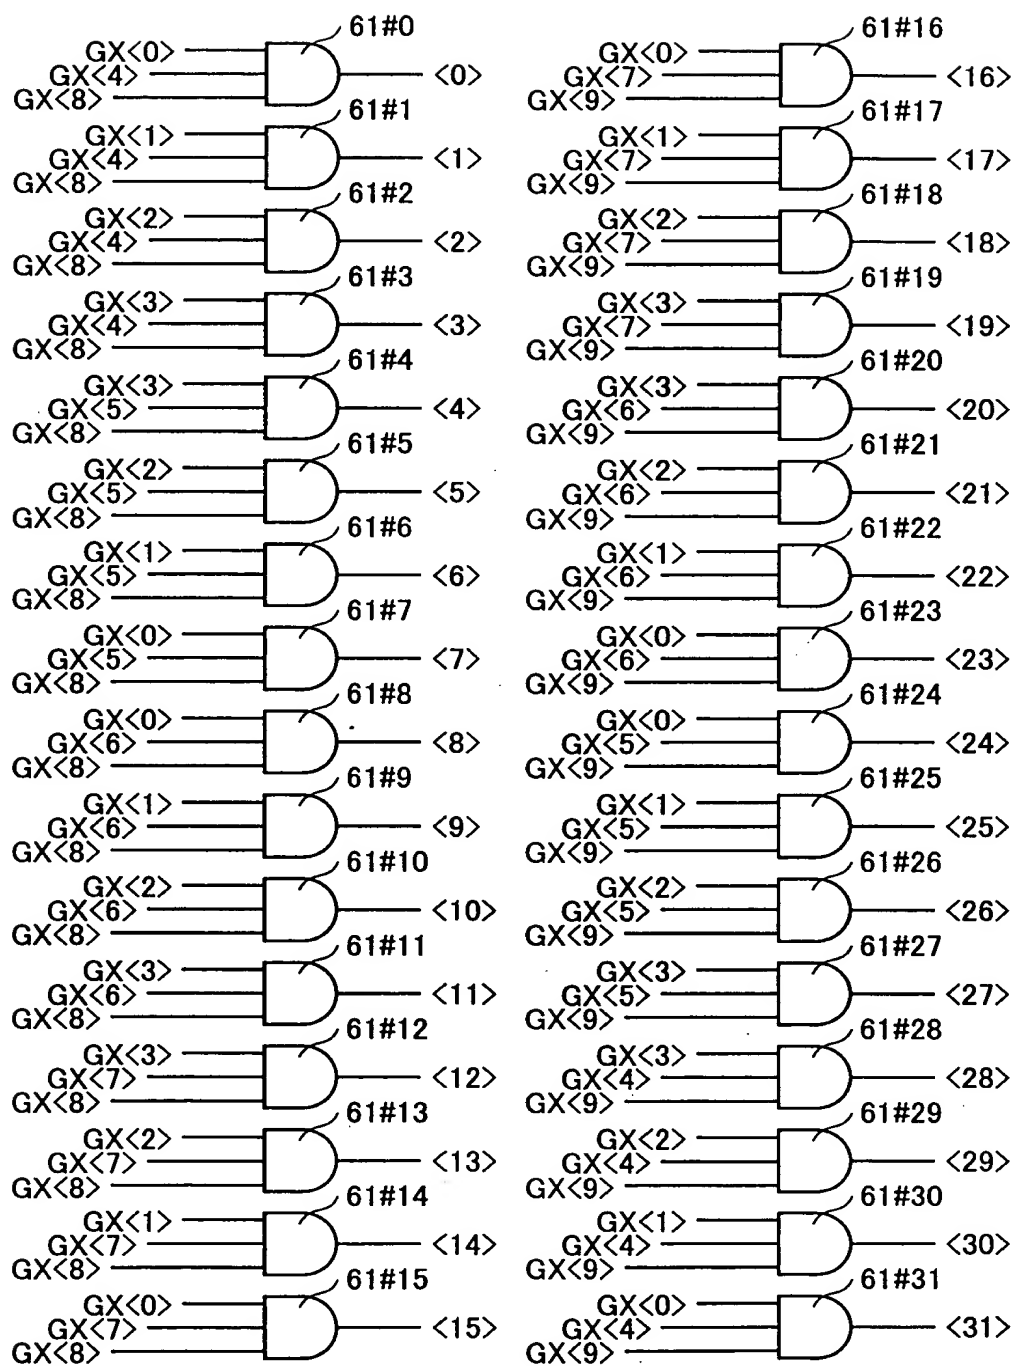 61#0
GX<0>
GX<4>
GX<8>
<0>
61#1
GX<1>
GX<4>
GX<8>
<1>
61#2
GX<2>
GX<4>
GX<8>
<2>
61#3
GX<3>
GX<4>
GX<8>
<3>
61#4
GX<3>
GX<5>
GX<8>
<4>
61#5
GX<2>
GX<5>
GX<8>
<5>
61#6
GX<1>
GX<5>
GX<8>
<6>
61#7
GX<0>
GX<5>
GX<8>
<7>
61#8
GX<0>
GX<6>
GX<8>
<8>
61#9
GX<1>
GX<6>
GX<8>
<9>
61#10
GX<2>
GX<6>
GX<8>
<10>
61#11
GX<3>
GX<6>
GX<8>
<11>
61#12
GX<3>
GX<7>
GX<8>
<12>
61#13
GX<2>
GX<7>
GX<8>
<13>
61#14
GX<1>
GX<7>
GX<8>
<14>
61#15
GX<0>
GX<7>
GX<8>
<15>
61#16
GX<0>
GX<7>
GX<9>
<16>
61#17
GX<1>
GX<7>
GX<9>
<17>
61#18
GX<2>
GX<7>
GX<9>
<18>
61#19
GX<3>
GX<7>
GX<9>
<19>
61#20
GX<3>
GX<6>
GX<9>
<20>
61#21
GX<2>
GX<6>
GX<9>
<21>
61#22
GX<1>
GX<6>
GX<9>
<22>
61#23
GX<0>
GX<6>
GX<9>
<23>
61#24
GX<0>
GX<5>
GX<9>
<24>
61#25
GX<1>
GX<5>
GX<9>
<25>
61#26
GX<2>
GX<5>
GX<9>
<26>
61#27
GX<3>
GX<5>
GX<9>
<27>
61#28
GX<3>
GX<4>
GX<9>
<28>
61#29
GX<2>
GX<4>
GX<9>
<29>
61#30
GX<1>
GX<4>
GX<9>
<30>
61#31
GX<0>
GX<4>
GX<9>
<31>